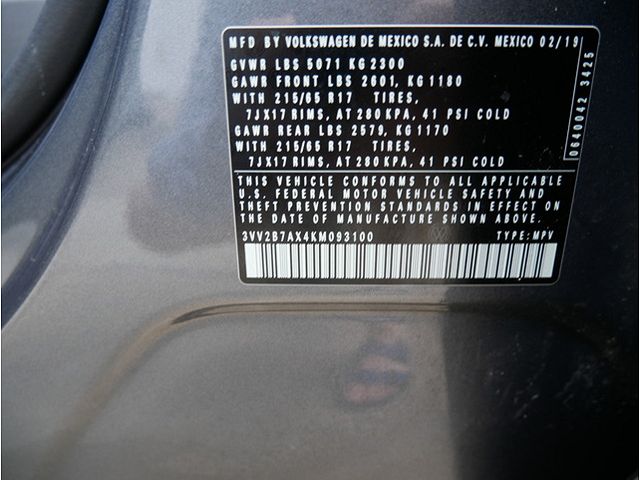 MFD BY VOLKSWAGEN DE MEXICO S.A. DE C.V. MEXICO 02/19
GVWR LBS 5071 KG 2300
GAWR FRONT LBS 2601, KG 1180
WITH 215/65 R17 TIRES,
7JX17 RIMS, AT 280 KPA, 41 PSI COLD
GAWR REAR LBS 2579, KG 1170
WITH 215/65 R17 TIRES,
7JX17 RIMS, AT 280 KPA, 41 PSI COLD
THIS VEHICLE CONFORMS TO ALL APPLICABLE
U.S. FEDERAL MOTOR VEHICLE SAFETY AND
THEFT PREVENTION STANDARDS IN EFFECT ON
THE DATE OF MANUFACTURE SHOWN ABOVE.
3VV2B7AX4KM093100 TYPE: MPV
0640042 3425